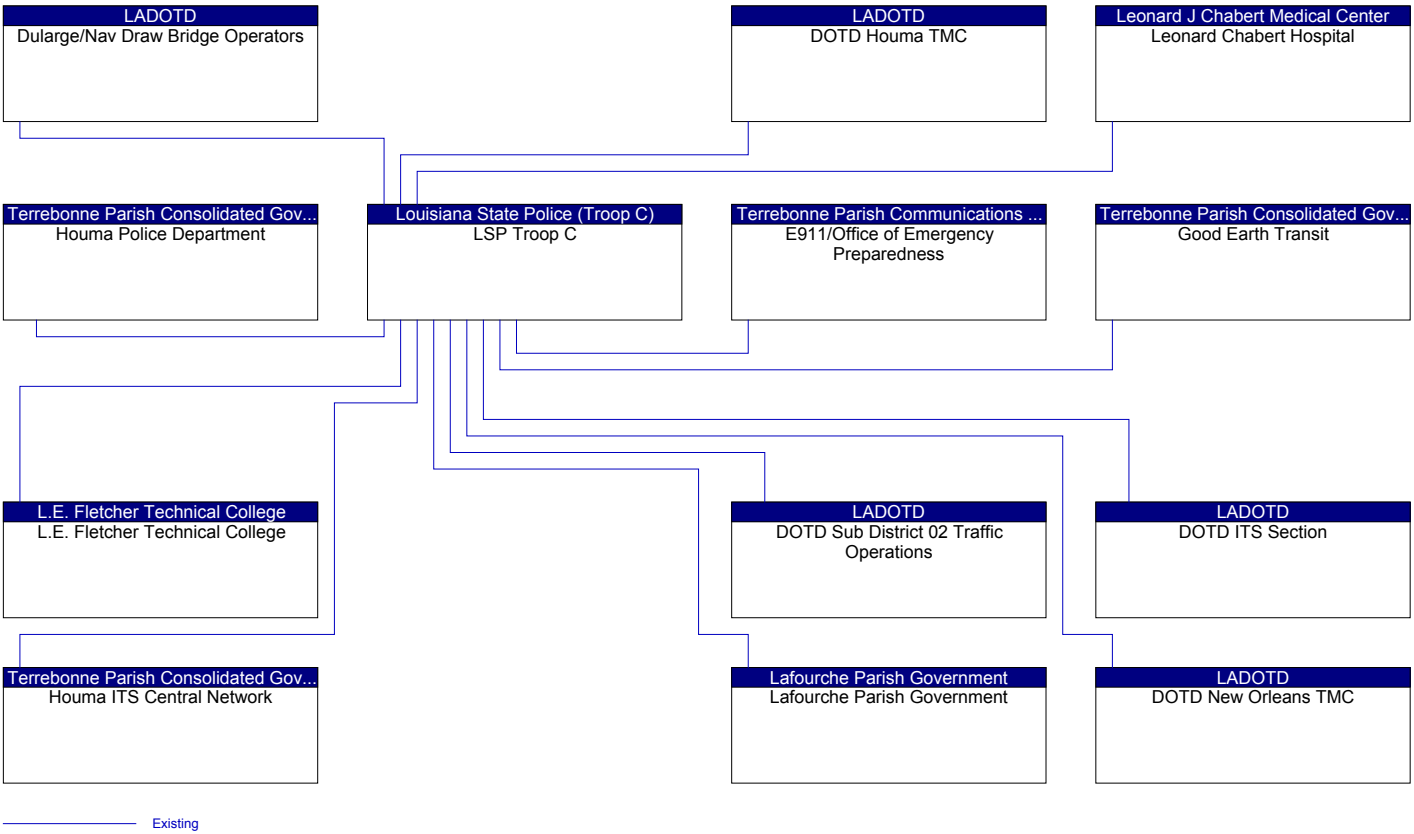 LADOTD
Dularge/Nav Draw Bridge Operators
LADOTD
DOTD Houma TMC
Leonard J Chabert Medical Center
Leonard Chabert Hospital
Terrebonne Parish Consolidated Gov...
Houma Police Department
Louisiana State Police (Troop C)
LSP Troop C
Terrebonne Parish Communications ...
E911/Office of Emergency
Preparedness
Terrebonne Parish Consolidated Gov...
Good Earth Transit
L.E. Fletcher Technical College
L.E. Fletcher Technical College
LADOTD
DOTD Sub District 02 Traffic
Operations
LADOTD
DOTD ITS Section
Terrebonne Parish Consolidated Gov...
Houma ITS Central Network
Lafourche Parish Government
Lafourche Parish Government
LADOTD
DOTD New Orleans TMC
Existing